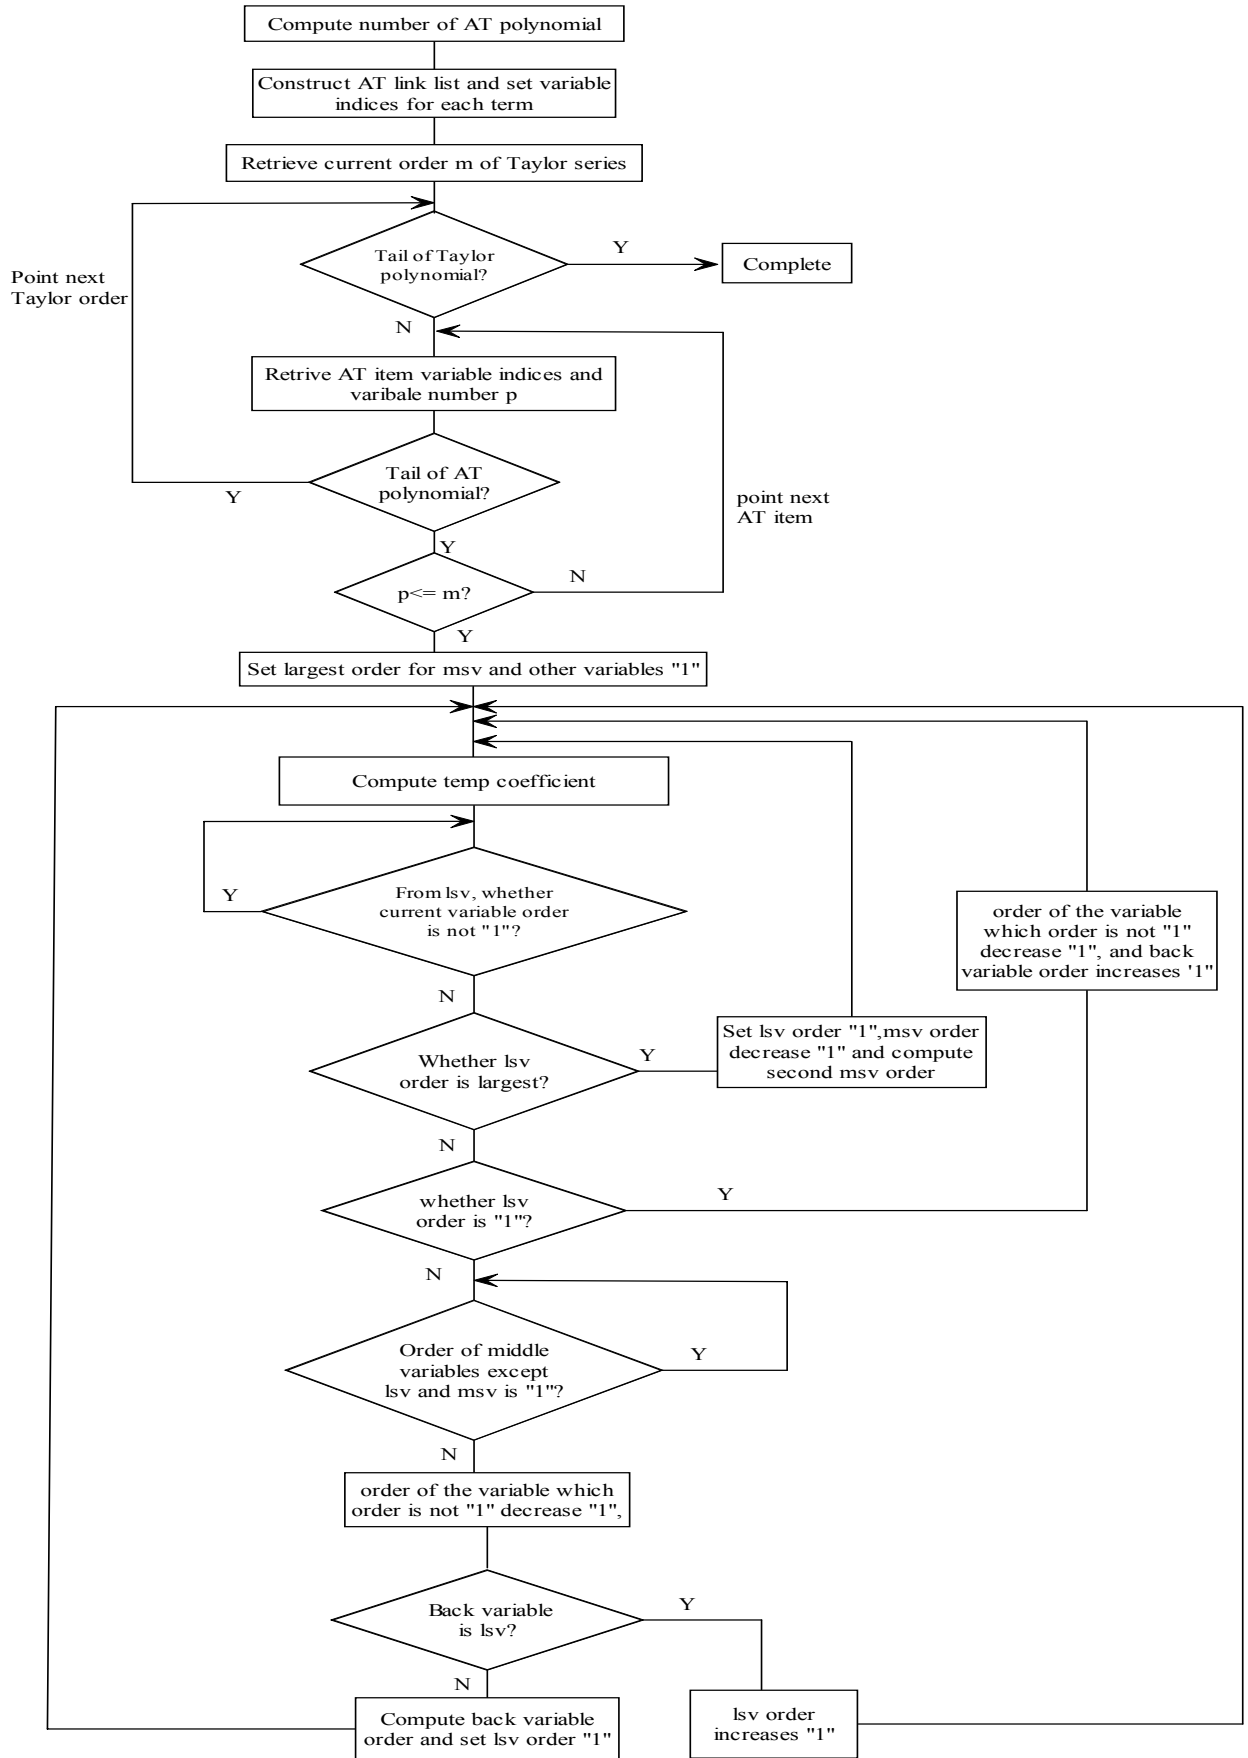 Compute number of AT polynomial
Construct AT link list and set variable
indices for each term
Retrieve current order m of Taylor series
Point next
Taylor order
Tail of Taylor
polynomial?
Y
Complete
N
Retrive AT item variable indices and
varibale number p
Tail of AT
polynomial?
Y
point next
AT item
Y
p<= m?
N
Y
Set largest order for msv and other variables "1"
Compute temp coefficient
Y
From lsv, whether
current variable order
is not "1"?
order of the variable
which order is not "1"
decrease "1", and back
variable order increases '1"
N
Whether lsv
order is largest?
Y
Set lsv order "1",msv order
decrease "1" and compute
second msv order
N
whether lsv
order is "1"?
Y
N
Order of middle
variables except
lsv and msv is "1"?
Y
N
order of the variable which
order is not "1" decrease "1",
Back variable
is lsv?
Y
N
Compute back variable
order and set lsv order "1"
lsv order
increases "1"